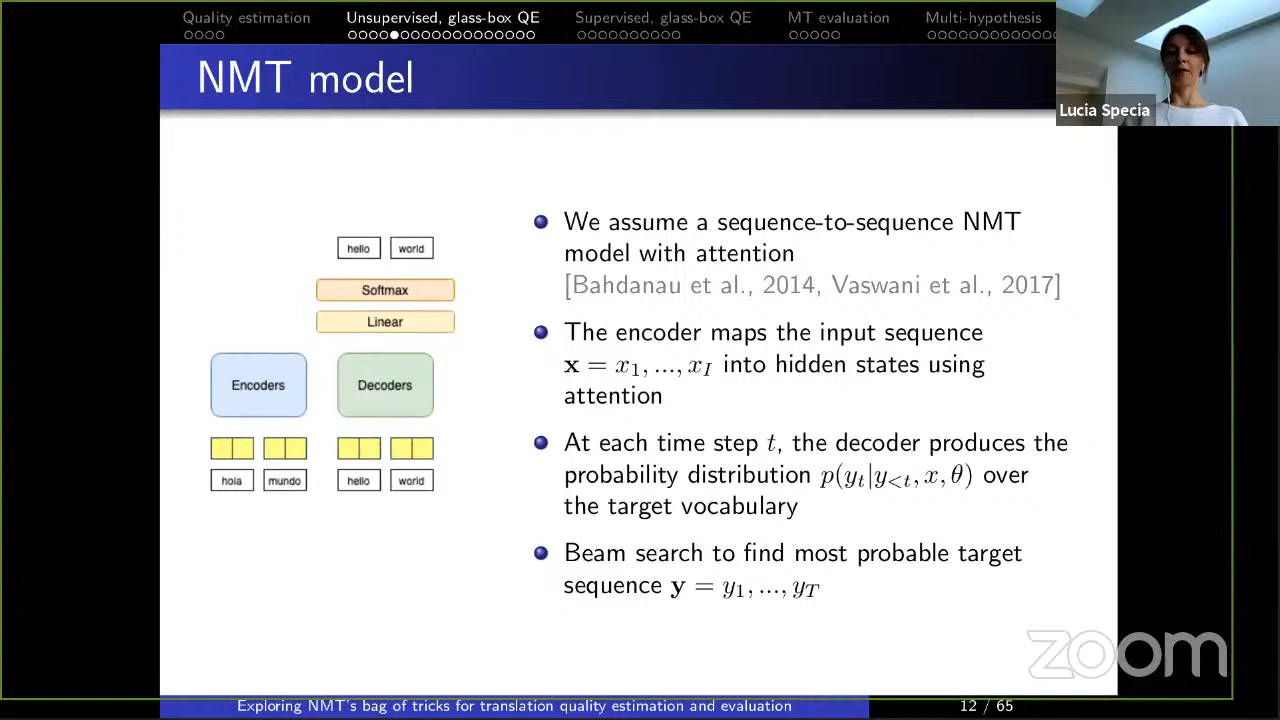 Quality estimation Unsupervised, glass-box QE Supervised, glass-box QE MT evaluation Multi-hypothesis
NMT model
Lucia Specia
hello world
Softmax
Linear
Encoders Decoders
hola mundo hello world
We assume a sequence-to-sequence NMT
model with attention
[Bahdanau et al., 2014, Vaswani et al., 2017]
The encoder maps the input sequence
x = x₁, ..., x_I into hidden states using
attention
At each time step t, the decoder produces the
probability distribution p(y_t|y_{<t}, x, θ) over
the target vocabulary
Beam search to find most probable target
sequence y = y₁, ..., y_T
zoom
Exploring NMT's bag of tricks for translation quality estimation and evaluation 12 / 65